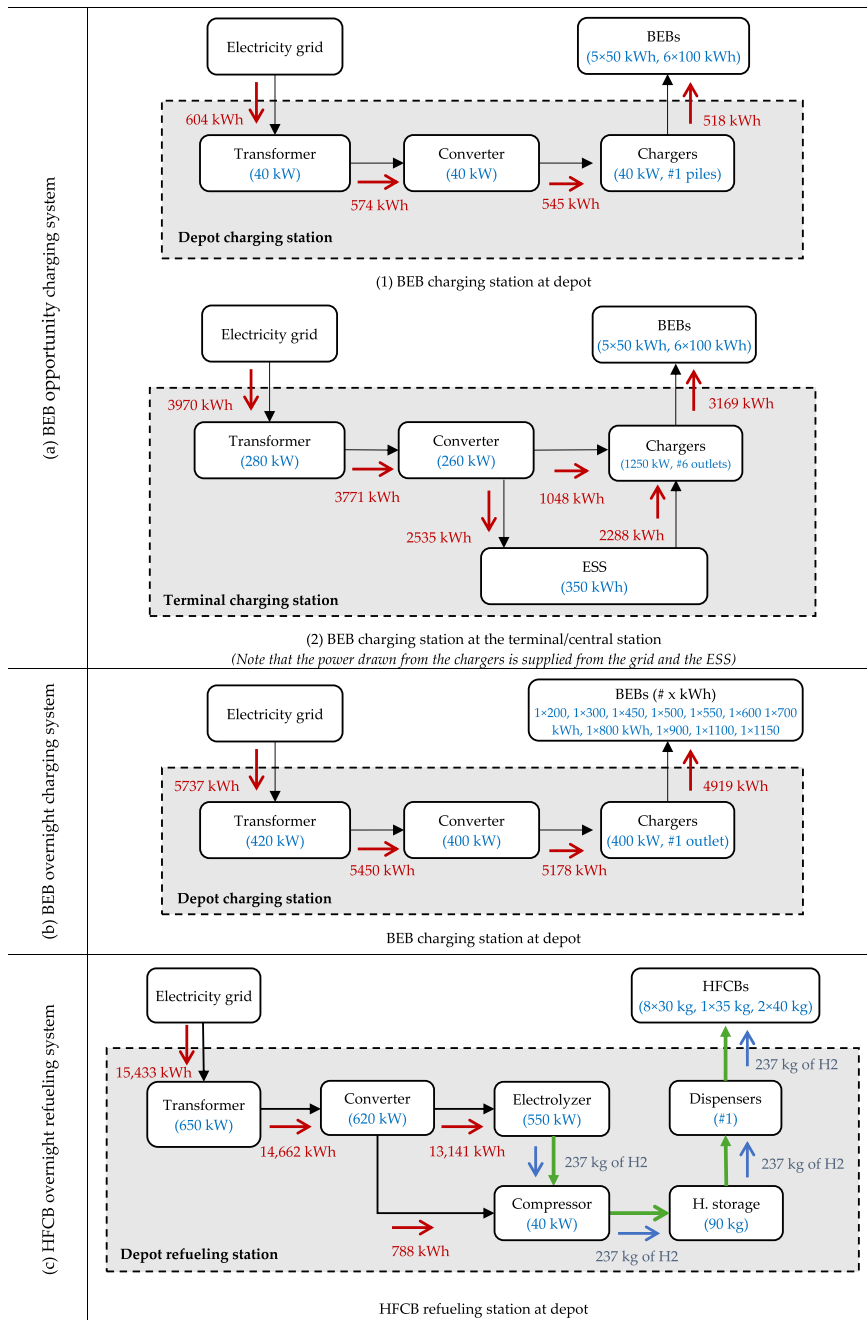 (a) BEB opportunity charging system
Electricity grid
BEBs
(5×50 kWh, 6×100 kWh)
604 kWh
518 kWh
Transformer
(40 kW)
Converter
(40 kW)
Chargers
(40 kW, #1 piles)
574 kWh
545 kWh
Depot charging station
(1) BEB charging station at depot
Electricity grid
BEBs
(5×50 kWh, 6×100 kWh)
3970 kWh
3169 kWh
Transformer
(280 kW)
Converter
(260 kW)
Chargers
(1250 kW, #6 outlets)
3771 kWh
1048 kWh
2535 kWh
2288 kWh
ESS
(350 kWh)
Terminal charging station
(2) BEB charging station at the terminal/central station
(Note that the power drawn from the chargers is supplied from the grid and the ESS)
(b) BEB overnight charging system
Electricity grid
BEBs (# x kWh)
1×200, 1×300, 1×450, 1×500, 1×550, 1×600 1×700
kWh, 1×800 kWh, 1×900, 1×1100, 1×1150
5737 kWh
4919 kWh
Transformer
(420 kW)
Converter
(400 kW)
Chargers
(400 kW, #1 outlet)
5450 kWh
5178 kWh
Depot charging station
BEB charging station at depot
(c) HFCB overnight refueling system
Electricity grid
HFCBs
(8×30 kg, 1×35 kg, 2×40 kg)
15,433 kWh
237 kg of H2
Transformer
(650 kW)
Converter
(620 kW)
Electrolyzer
(550 kW)
Dispensers
(#1)
14,662 kWh
13,141 kWh
237 kg of H2
237 kg of H2
Compressor
(40 kW)
H. storage
(90 kg)
788 kWh
237 kg of H2
Depot refueling station
HFCB refueling station at depot